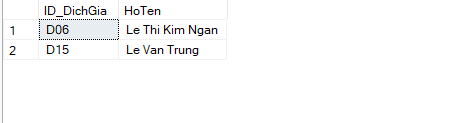 ID_DichGia HoTen
1 D06 Le Thi Kim Ngan
2 D15 Le Van Trung